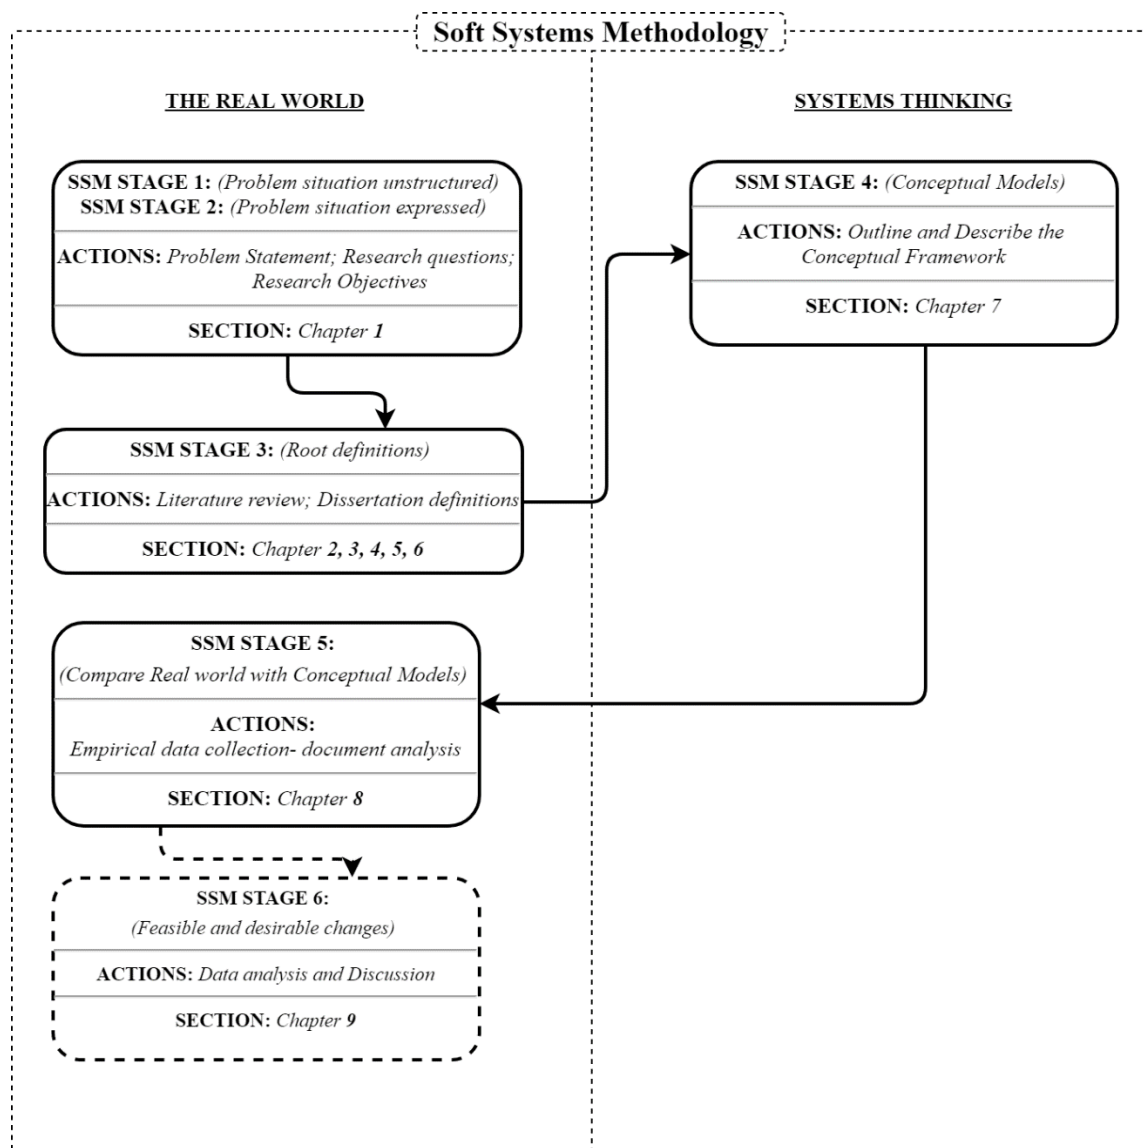 Soft Systems Methodology
THE REAL WORLD
SSM STAGE 1: (Problem situation unstructured)
SSM STAGE 2: (Problem situation expressed)
ACTIONS: Problem Statement; Research questions;
Research Objectives
SECTION: Chapter 1
SSM STAGE 3: (Root definitions)
ACTIONS: Literature review; Dissertation definitions
SECTION: Chapter 2, 3, 4, 5, 6
SYSTEMS THINKING
SSM STAGE 4: (Conceptual Models)
ACTIONS: Outline and Describe the
Conceptual Framework
SECTION: Chapter 7
SSM STAGE 5:
(Compare Real world with Conceptual Models)
ACTIONS:
Empirical data collection- document analysis
SECTION: Chapter 8
SSM STAGE 6:
(Feasible and desirable changes)
ACTIONS: Data analysis and Discussion
SECTION: Chapter 9